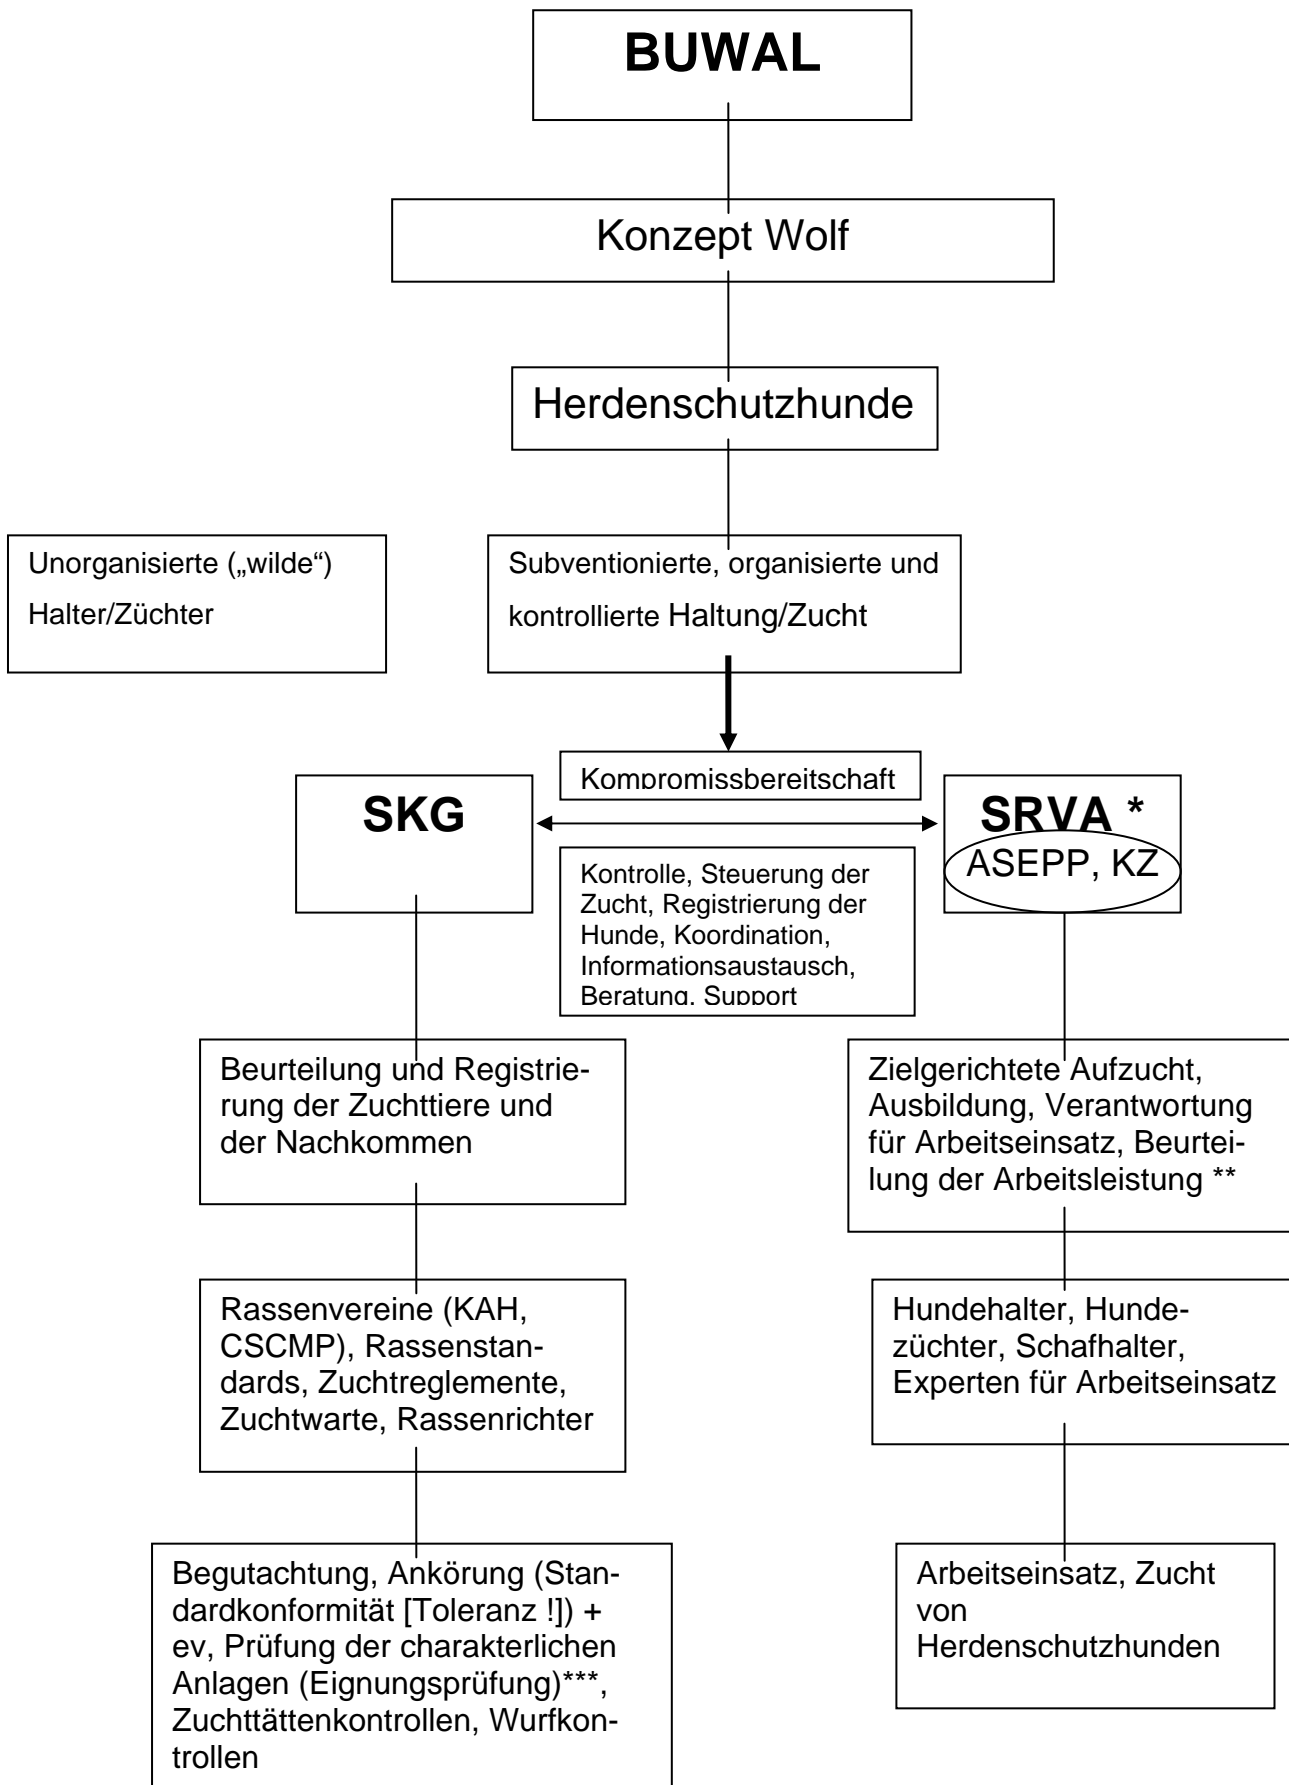 BUWAL
Konzept Wolf
Herdenschutzhunde
Unorganisierte („wilde“)
Halter/Züchter
Subventionierte, organisierte und
kontrollierte Haltung/Zucht
Kompromissbereitschaft
SKG
SRVA *
ASEPP, KZ
Kontrolle, Steuerung der
Zucht, Registrierung der
Hunde, Koordination,
Informationsaustausch,
Beratung, Support
Beurteilung und Registrie-
rung der Zuchttiere und
der Nachkommen
Zielgerichtete Aufzucht,
Ausbildung, Verantwortung
für Arbeitseinsatz, Beurtei-
lung der Arbeitsleistung **
Rassenvereine (KAH,
CSCMP), Rassenstan-
dards, Zuchtreglemente,
Zuchtwarte, Rassenrichter
Hundehalter, Hunde-
züchter, Schafhalter,
Experten für Arbeitseinsatz
Begutachtung, Ankörung (Stan-
dardkonformität [Toleranz !]) +
ev, Prüfung der charakterlichen
Anlagen (Eignungsprüfung)***,
Zuchttättenkontrollen, Wurfkon-
trollen
Arbeitseinsatz, Zucht
von
Herdenschutzhunden